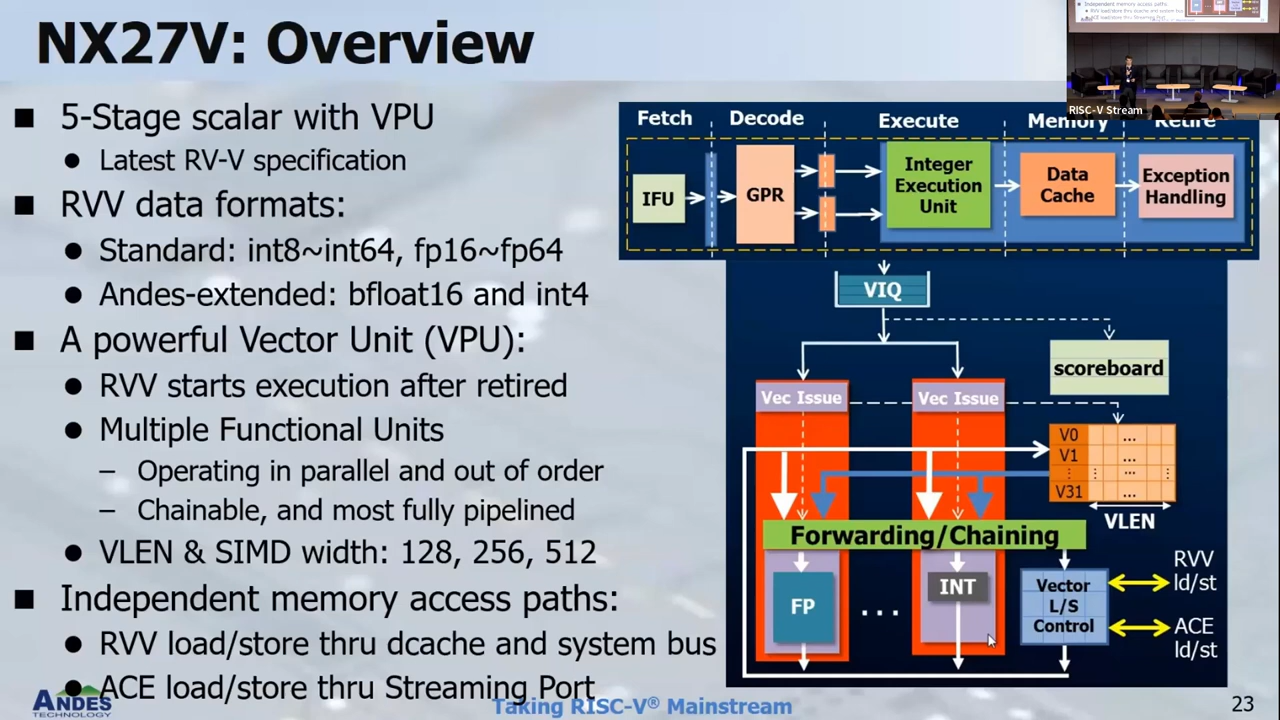 NX27V: Overview
■ 5-Stage scalar with VPU
● Latest RV-V specification
■ RVV data formats:
● Standard: int8~int64, fp16~fp64
● Andes-extended: bfloat16 and int4
■ A powerful Vector Unit (VPU):
● RVV starts execution after retired
● Multiple Functional Units
– Operating in parallel and out of order
– Chainable, and most fully pipelined
● VLEN & SIMD width: 128, 256, 512
■ Independent memory access paths:
● RVV load/store thru dcache and system bus
● ACE load/store thru Streaming Port
Independent memory access paths:
RISC-V Stream
Fetch Decode Execute Memory Retire
IFU
GPR
Integer
Execution
Unit
Data
Cache
Exception
Handling
VIQ
scoreboard
Vec Issue
Vec Issue
V0 ...
V1 ...
⋮ ⋮ ... ⋮
V31 ...
VLEN
Forwarding/Chaining
FP
...
INT
Vector
L/S
Control
RVV
ld/st
ACE
ld/st
ANDES
TECHNOLOGY
Taking RISC-V® Mainstream
23